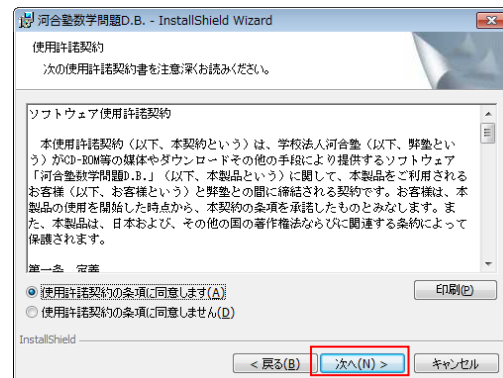 河合塾数学問題D.B. - InstallShield Wizard
使用許諾契約
次の使用許諾契約書を注意深くお読みください。
ソフトウェア使用許諾契約
本使用許諾契約（以下、本契約という）は、学校法人河合塾（以下、弊塾とい
う）がCD-ROM等の媒体やダウンロードその他の手段により提供するソフトウェア
「河合塾数学問題D.B.」（以下、本製品という）に関して、本製品をご利用される
お客様（以下、お客様という）と弊塾との間に締結される契約です。お客様は、本
製品の使用を開始した時点から、本契約の条項を承諾したものとみなします。ま
た、本製品は、日本および、その他の国の著作権法ならびに関連する条約によって
保護されます。
第一条 定義
使用許諾契約の条項に同意します(A)
印刷(P)
使用許諾契約の条項に同意しません(D)
InstallShield
< 戻る(B)
次へ(N) >
キャンセル